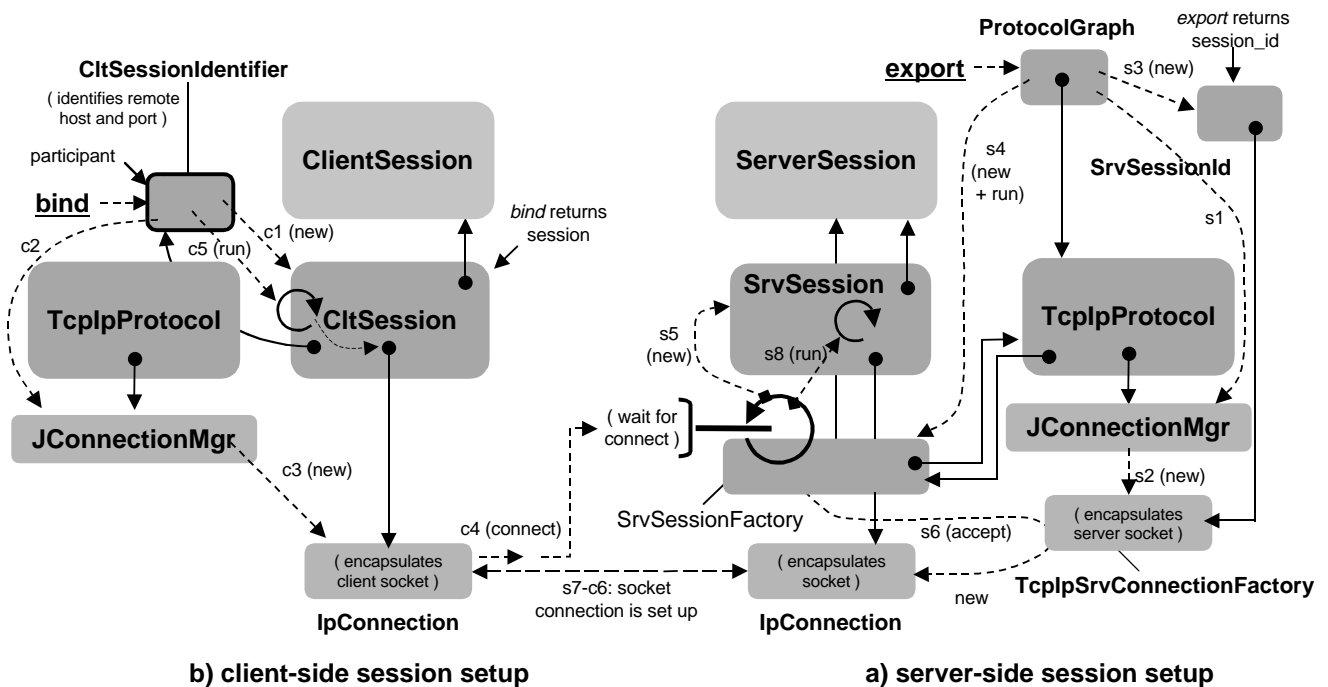 CltSessionIdentifier
( identifies remote
host and port )
participant
bind
c2
c5 (run)
c1 (new)
ClientSession
bind returns
session
TcpIpProtocol
CltSession
JConnectionMgr
c3 (new)
c4 (connect)
( encapsulates
client socket )
IpConnection
s7-c6: socket
connection is set up
b) client-side session setup
ProtocolGraph
export returns
session_id
export
s3 (new)
ServerSession
s4
(new
+ run)
SrvSessionId
s1
SrvSession
s5
(new)
s8 (run)
TcpIpProtocol
( wait for
connect )
JConnectionMgr
s2 (new)
SrvSessionFactory
s6 (accept)
( encapsulates
server socket )
TcpIpSrvConnectionFactory
( encapsulates
socket )
new
IpConnection
a) server-side session setup